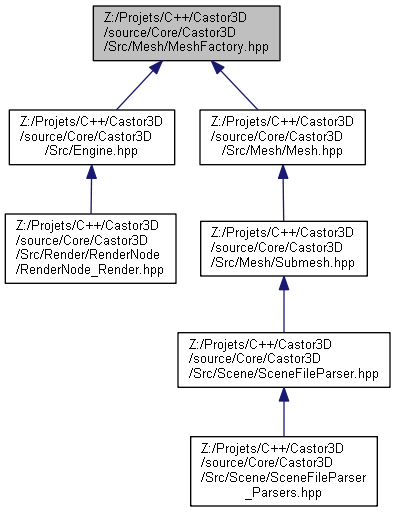 Z:/Projets/C++/Castor3D
/source/Core/Castor3D
/Src/Mesh/MeshFactory.hpp
Z:/Projets/C++/Castor3D
/source/Core/Castor3D
/Src/Engine.hpp
Z:/Projets/C++/Castor3D
/source/Core/Castor3D
/Src/Mesh/Mesh.hpp
Z:/Projets/C++/Castor3D
/source/Core/Castor3D
/Src/Render/RenderNode
/RenderNode_Render.hpp
Z:/Projets/C++/Castor3D
/source/Core/Castor3D
/Src/Mesh/Submesh.hpp
Z:/Projets/C++/Castor3D
/source/Core/Castor3D
/Src/Scene/SceneFileParser.hpp
Z:/Projets/C++/Castor3D
/source/Core/Castor3D
/Src/Scene/SceneFileParser
_Parsers.hpp